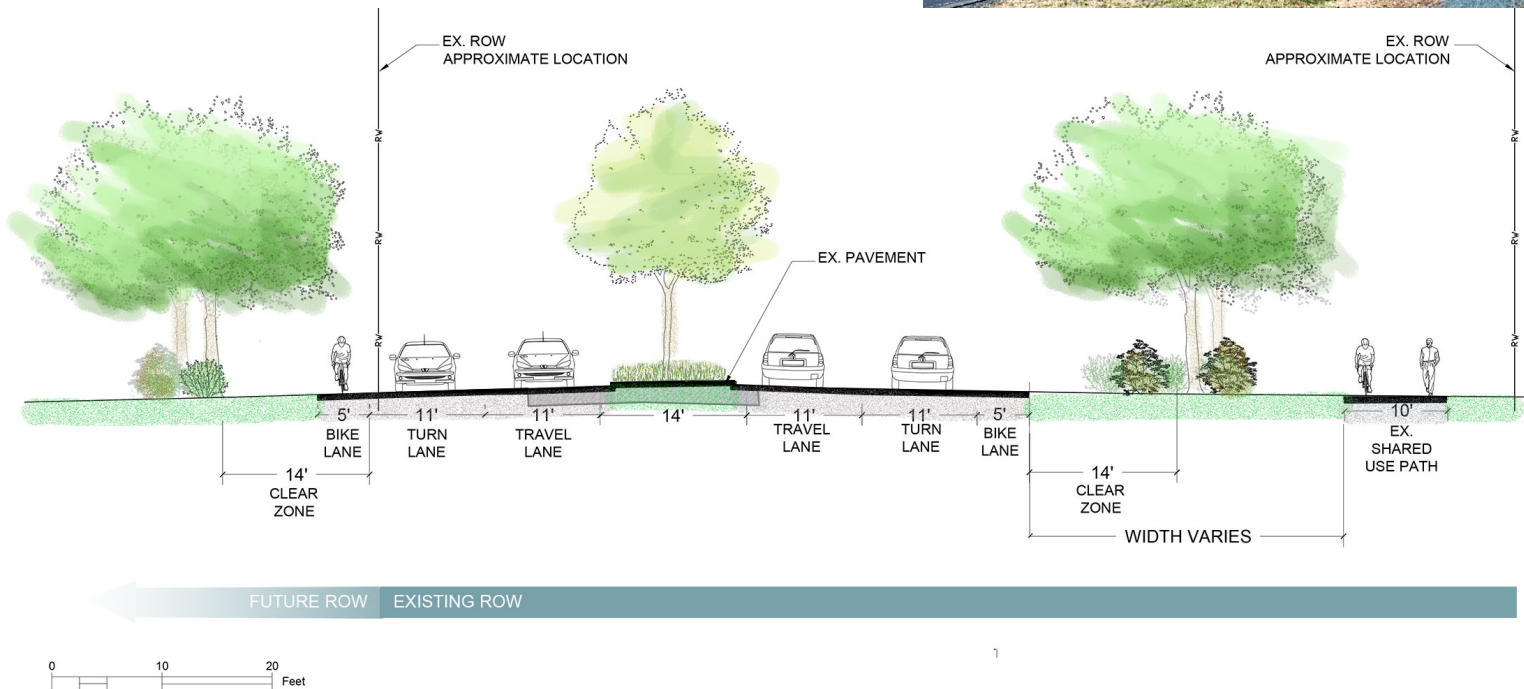 EX. ROW
APPROXIMATE LOCATION
EX. ROW
APPROXIMATE LOCATION
RW
RW
RW
RW
RW
RW
EX. PAVEMENT
5'
BIKE
LANE
11'
TURN
LANE
11'
TRAVEL
LANE
14'
11'
TRAVEL
LANE
11'
TURN
LANE
5'
BIKE
LANE
10'
EX.
SHARED
USE PATH
14'
CLEAR
ZONE
14'
CLEAR
ZONE
WIDTH VARIES
FUTURE ROW
EXISTING ROW
0 10 20
Feet